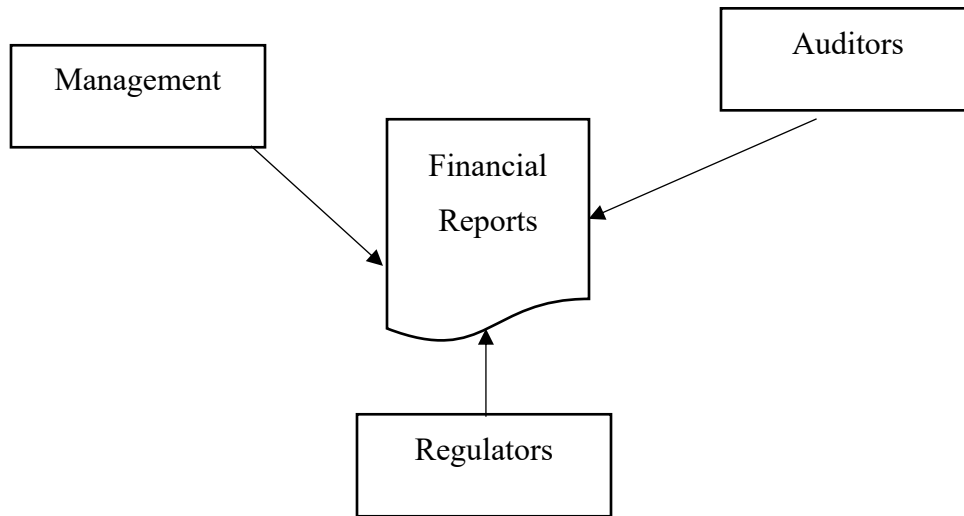 Management
Auditors
Financial
Reports
Regulators